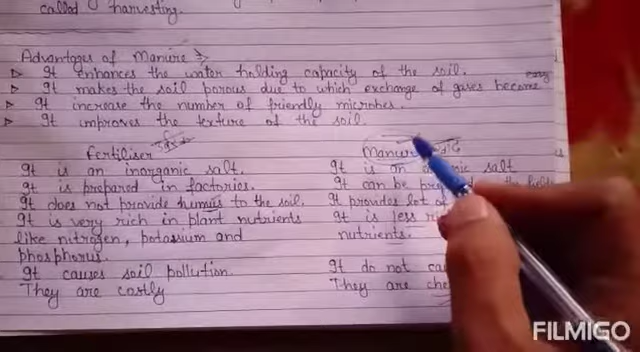 called harvesting.
Advantages of Manure
It enhances the water holding capacity of the soil.
It makes the soil porous due to which exchange of gases become easy
It increase the number of friendly microbes.
It improves the texture of the soil.
Fertiliser
It is an inorganic salt.
It is prepared in factories.
It does not provide humus to the soil.
It is very rich in plant nutrients
like nitrogen, potassium and
phosphorus.
It causes soil pollution.
They are costly
Manure
It is an salt
It can be the
It provides lot
It is less
nutrients.
It do not
They are
FILMIGO